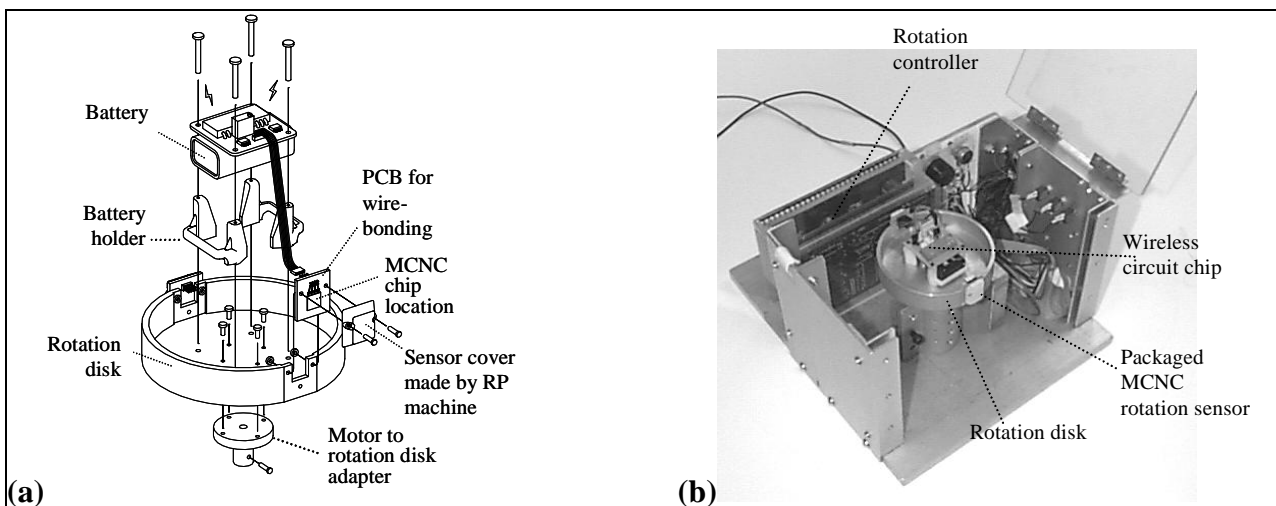 Battery
Battery
holder
PCB for
wire-
bonding
MCNC
chip
location
Rotation
disk
Sensor cover
made by RP
machine
Motor to
rotation disk
adapter
(a)
Rotation
controller
Wireless
circuit chip
Packaged
MCNC
rotation sensor
Rotation disk
(b)